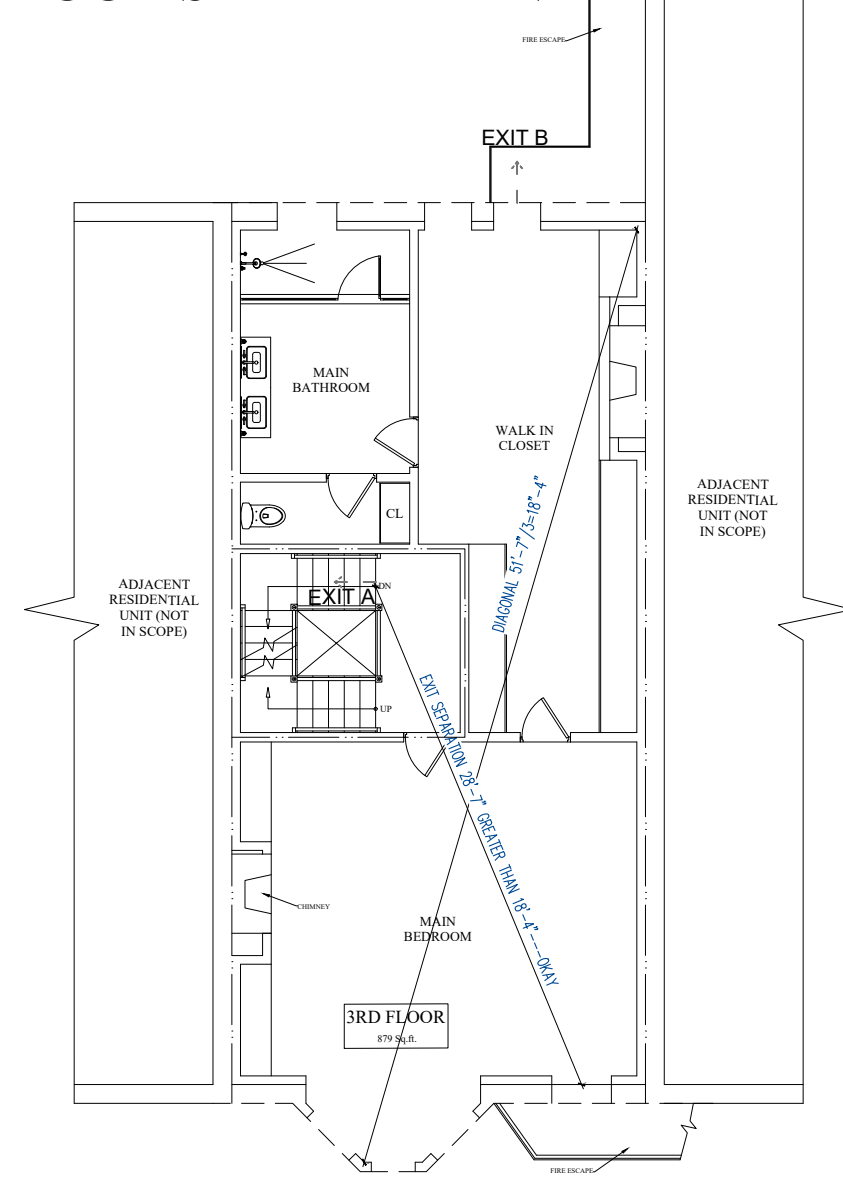 FIRE ESCAPE
EXIT B
MAIN
BATHROOM
WALK IN
CLOSET
DIAGONAL 51'-7"/3=18"-4"
CL
ADJACENT
RESIDENTIAL
UNIT (NOT
IN SCOPE)
ADJACENT
RESIDENTIAL
UNIT (NOT
IN SCOPE)
DN
EXIT A
UP
EXIT SEPARATION 28'-7" GREATER THAN 18'-4"---OKAY
CHIMNEY
MAIN
BEDROOM
3RD FLOOR
879 Sq.ft.
FIRE ESCAPE